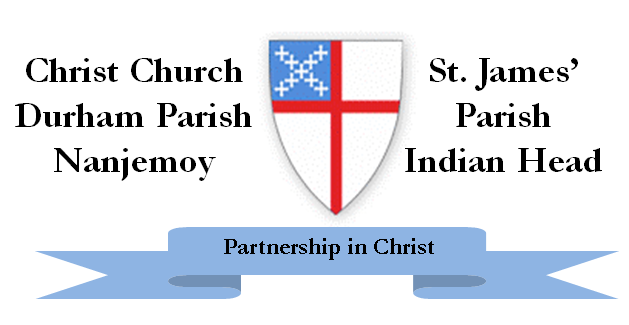 Christ Church
Durham Parish
Nanjemoy
St. James’
Parish
Indian Head
Partnership in Christ